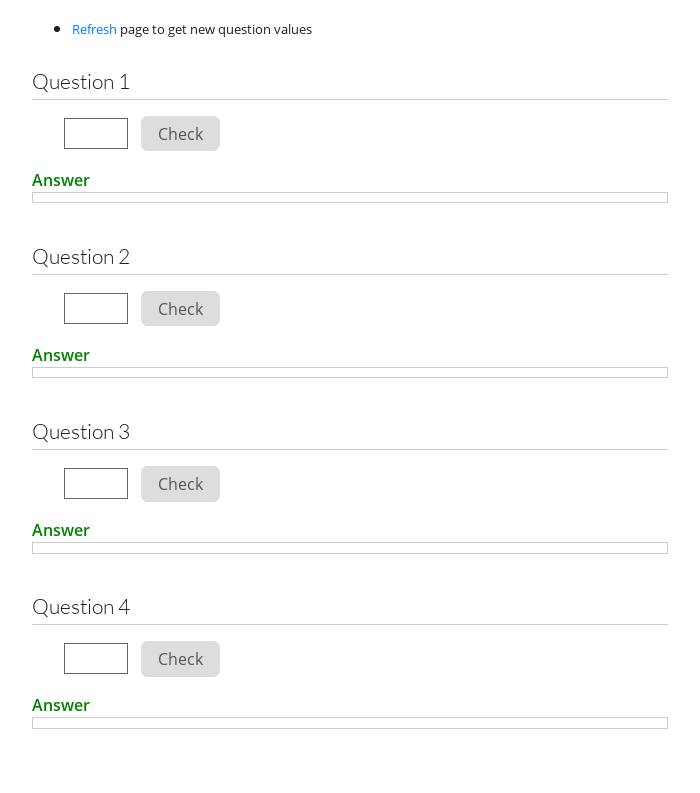 Refresh page to get new question values
Question 1
Check
Answer
Question 2
Check
Answer
Question 3
Check
Answer
Question 4
Check
Answer